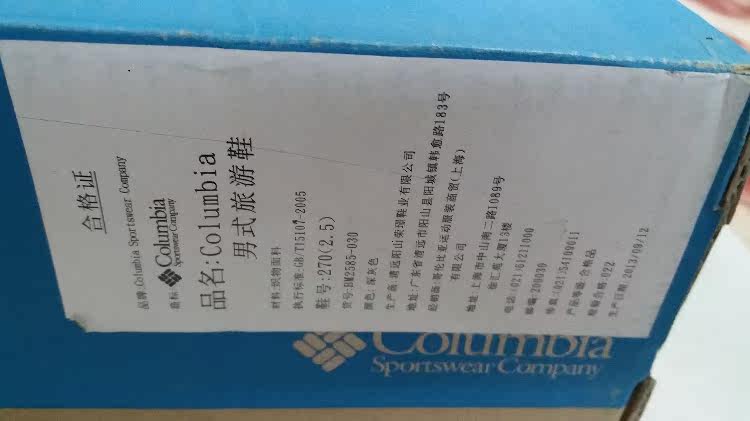 合格证
品牌:Columbia Sportswear Company
商标: Columbia
Sportswear Company
品名:Columbia
男式旅游鞋
材料:织物面料
执行标准:GB/T15107-2005
鞋号:270(2.5)
货号:BM2585-030
颜色:深灰色
生产商:清远阳山荣瑞鞋业有限公司
地址:广东省清远市阳山县阳城镇韩愈路183号
经销商:哥伦比亚运动服装商贸(上海)
有限公司
地址:上海市中山南二路1089号
徐汇苑大厦13楼
电话:(021)61211000
邮编:200030
传真:(021)54109011
产品等级:合格品
检验合格:022
生产日期:2013/09/12
Columbia
Sportswear Company